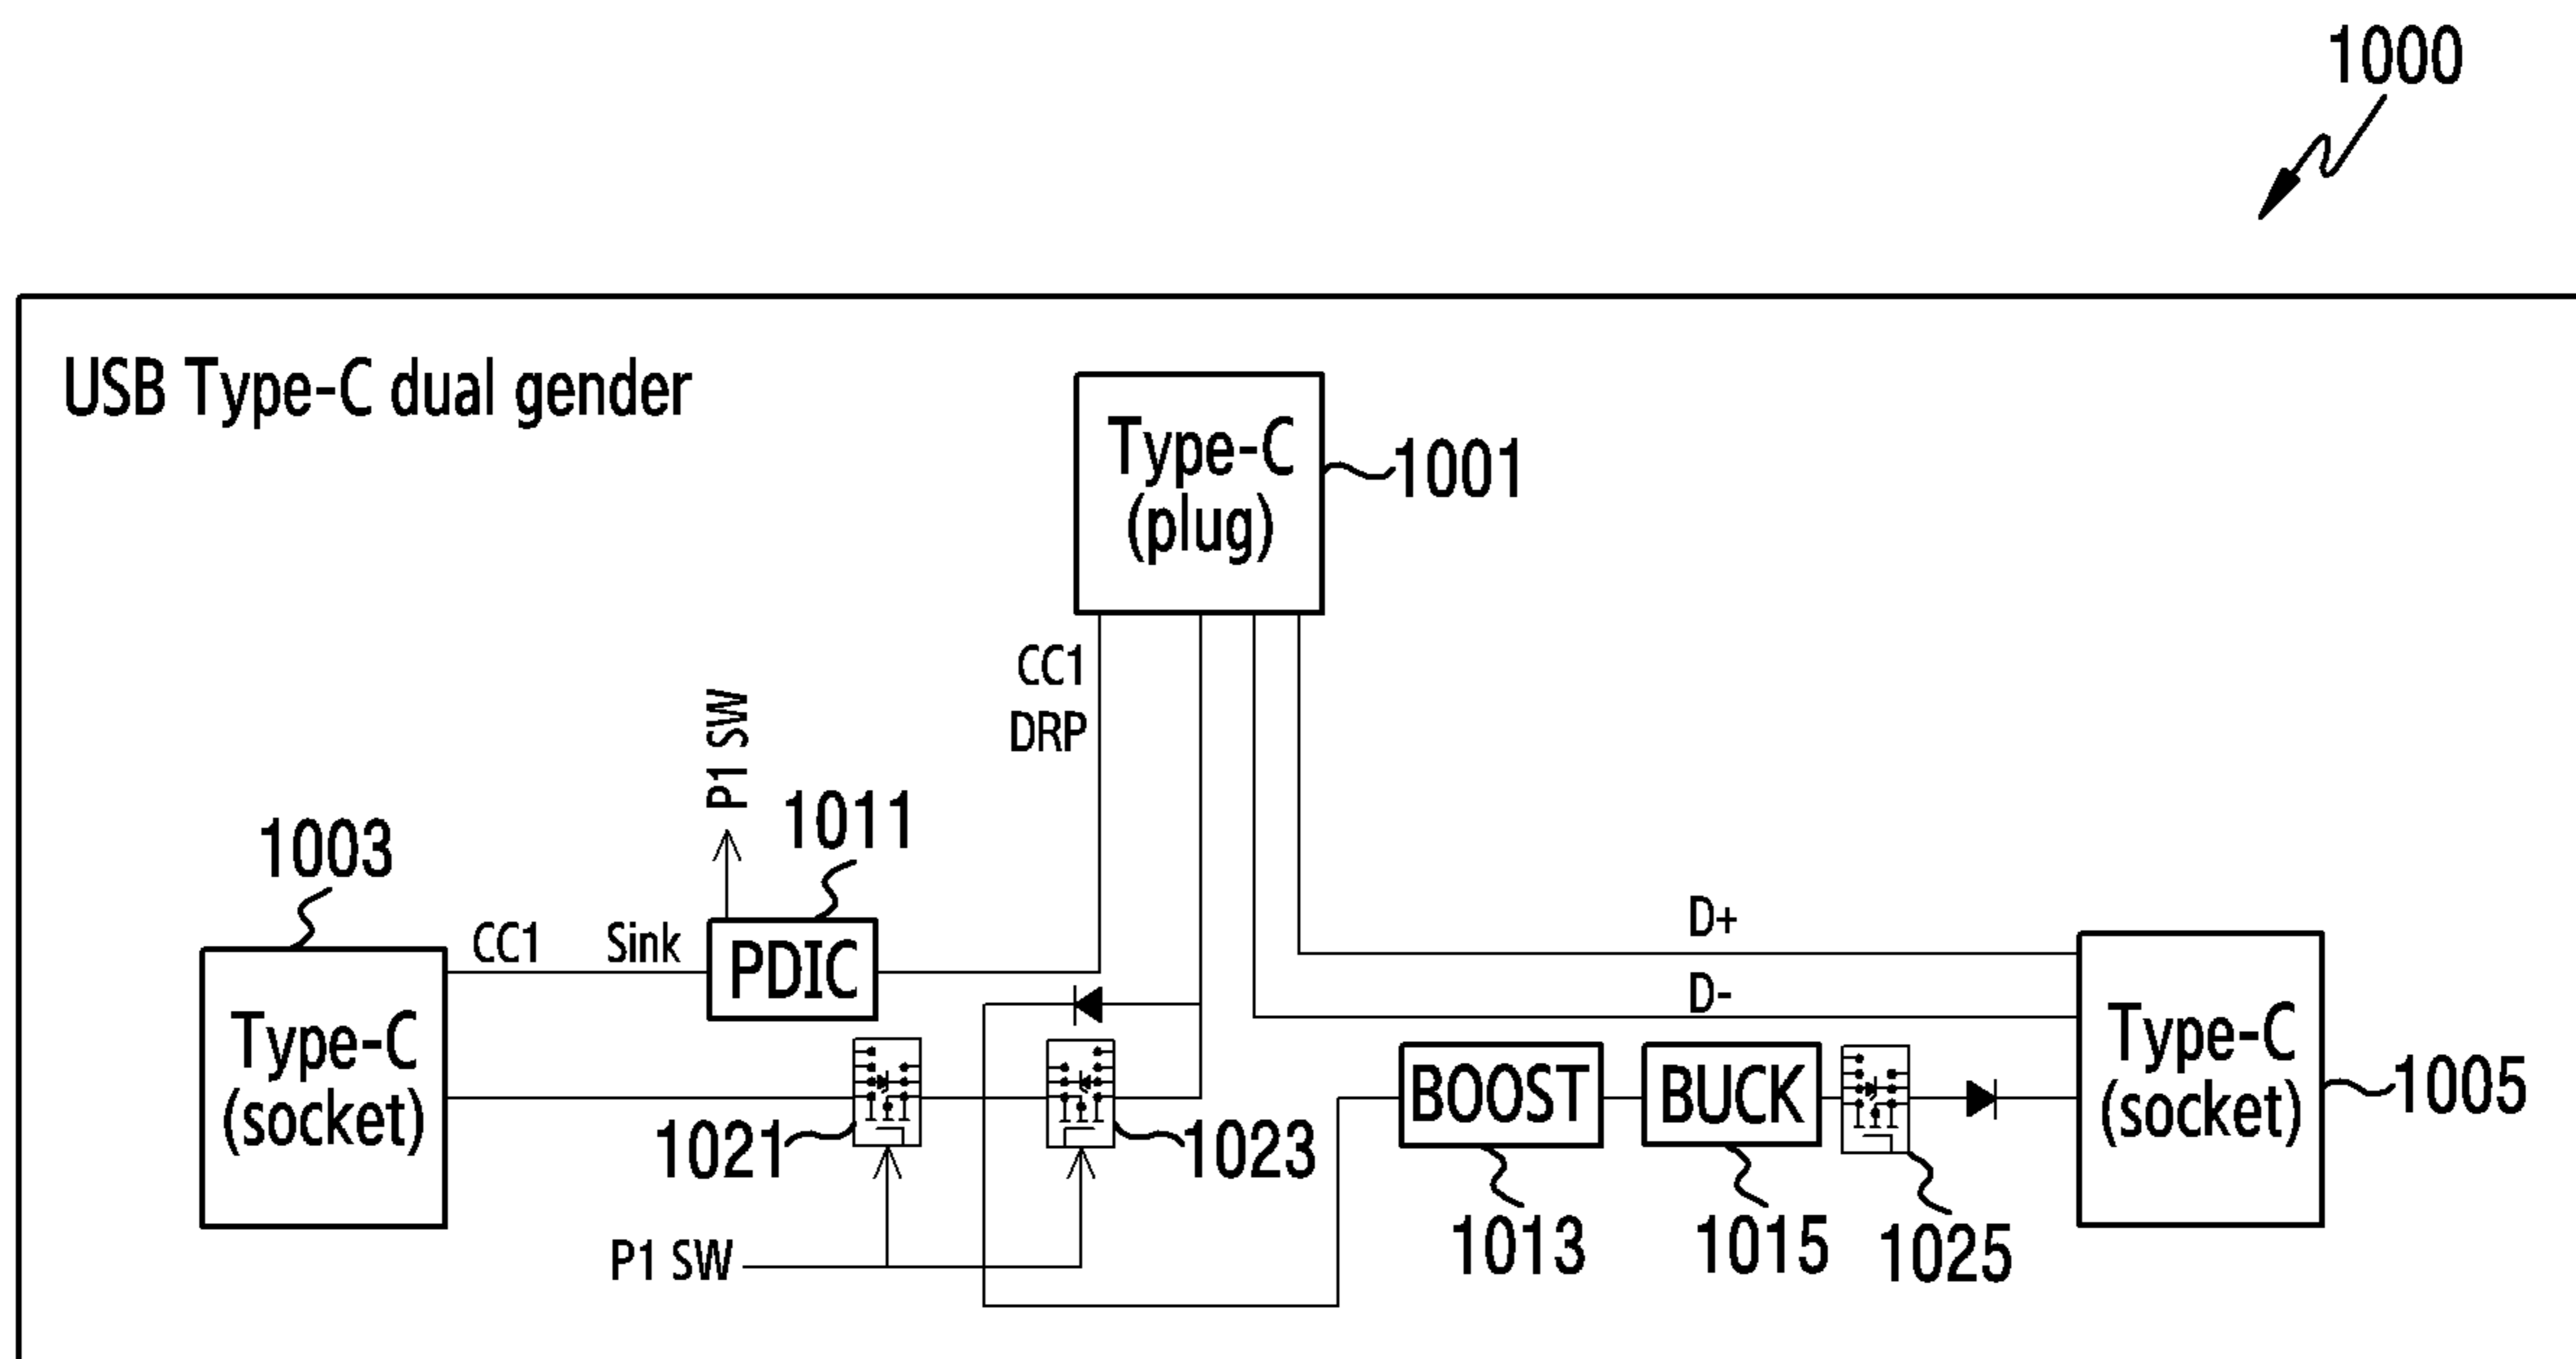 1000
USB Type-C dual gender
Type-C
(plug)
1001
CC1
DRP
P1 SW
1011
1003
CC1
Sink
PDIC
D+
D-
Type-C
(socket)
BOOST
BUCK
Type-C
(socket)
1005
1021
1023
1013
1015
1025
P1 SW